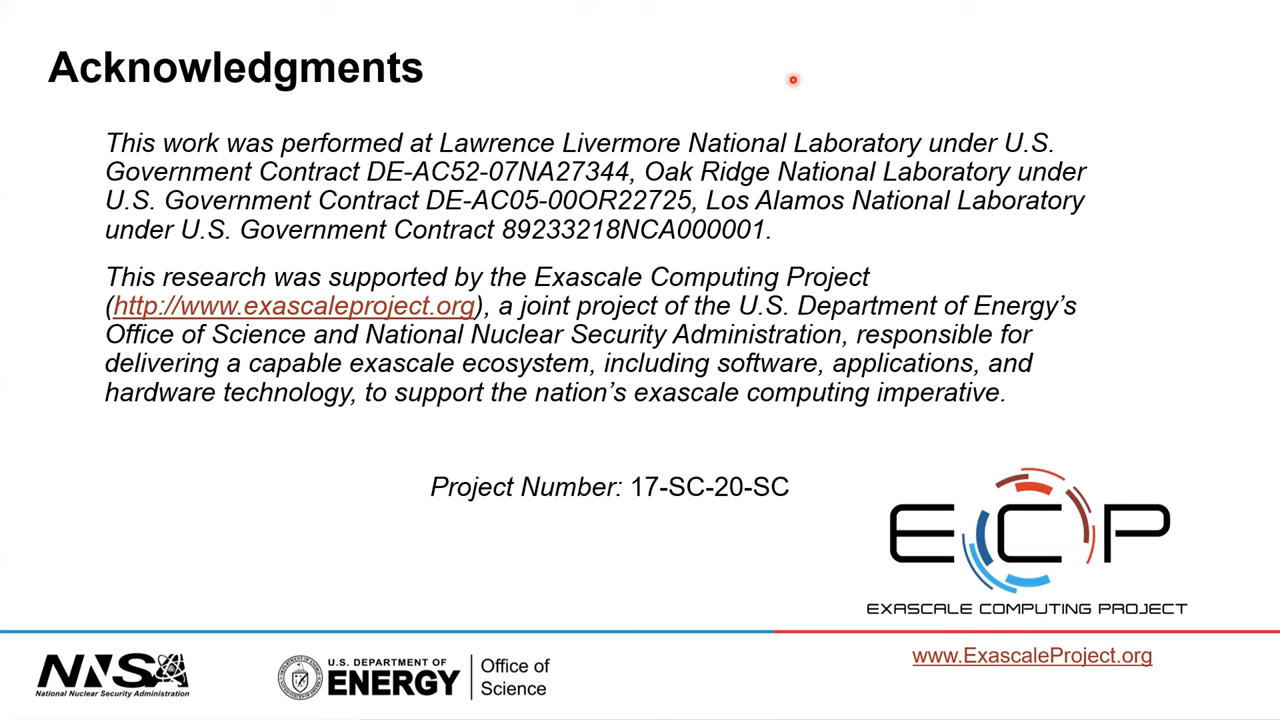 Acknowledgments
This work was performed at Lawrence Livermore National Laboratory under U.S.
Government Contract DE-AC52-07NA27344, Oak Ridge National Laboratory under
U.S. Government Contract DE-AC05-00OR22725, Los Alamos National Laboratory
under U.S. Government Contract 89233218NCA000001.
This research was supported by the Exascale Computing Project
(http://www.exascaleproject.org), a joint project of the U.S. Department of Energy’s
Office of Science and National Nuclear Security Administration, responsible for
delivering a capable exascale ecosystem, including software, applications, and
hardware technology, to support the nation’s exascale computing imperative.
Project Number: 17-SC-20-SC
ECP
EXASCALE COMPUTING PROJECT
NNSA
National Nuclear Security Administration
U.S. DEPARTMENT OF
ENERGY
Office of
Science
www.ExascaleProject.org